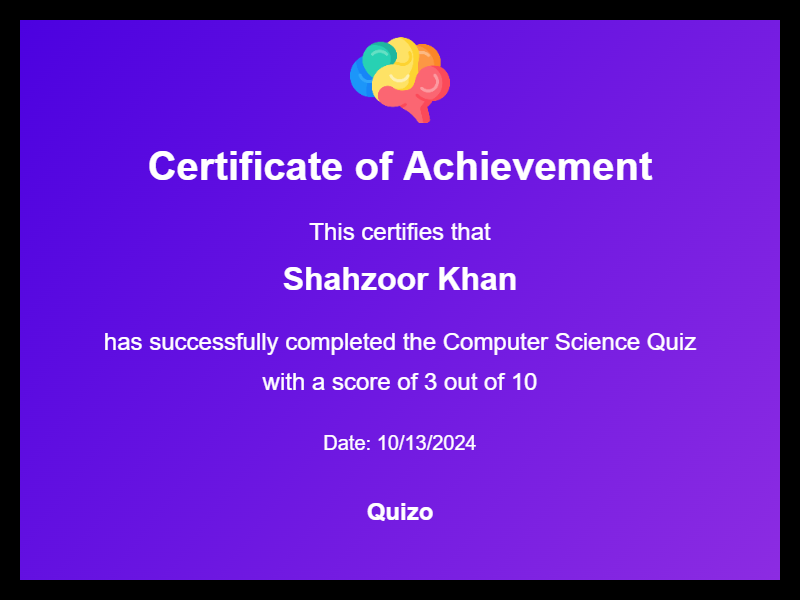 Certificate of Achievement
This certifies that
Shahzoor Khan
has successfully completed the Computer Science Quiz
with a score of 3 out of 10
Date: 10/13/2024
Quizo